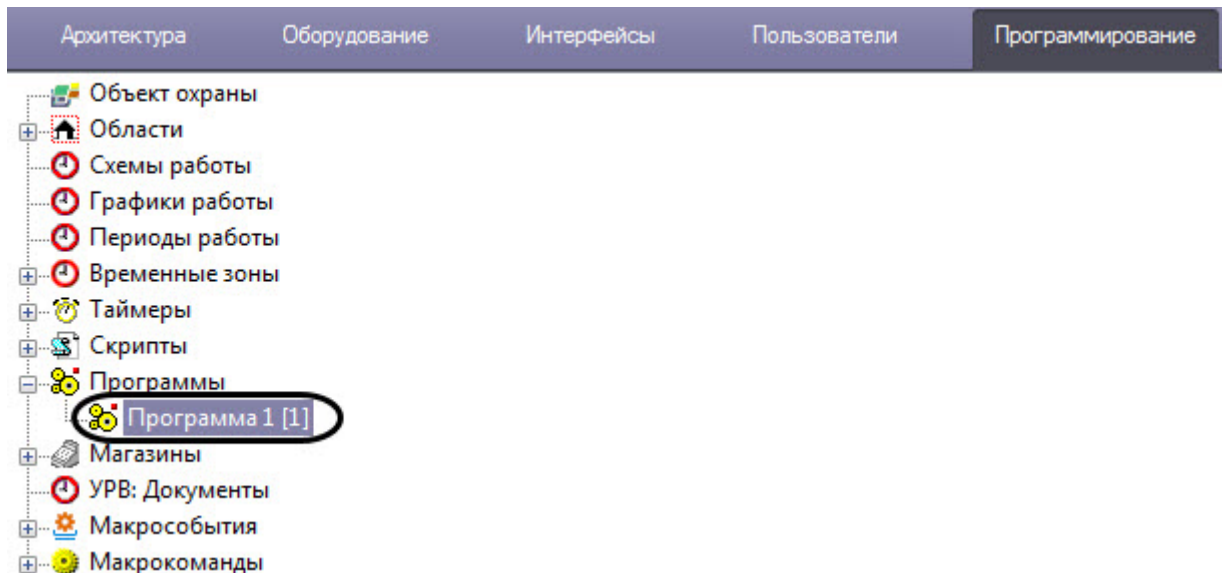 Архитектура Оборудование Интерфейсы Пользователи Программирование
Объект охраны
Области
Схемы работы
Графики работы
Периоды работы
Временные зоны
Таймеры
Скрипты
Программы
Программа 1 [1]
Магазины
УРВ: Документы
Макрособытия
Макрокоманды